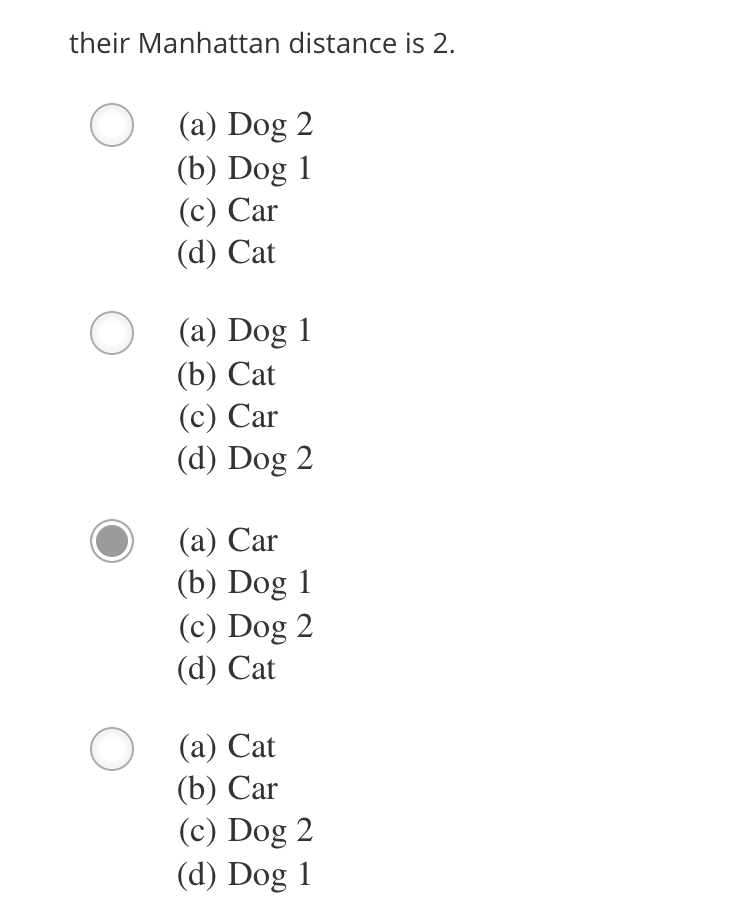 their Manhattan distance is 2.
(a) Dog 2
(b) Dog 1
(c) Car
(d) Cat
(a) Dog 1
(b) Cat
(c) Car
(d) Dog 2
(a) Car
(b) Dog 1
(c) Dog 2
(d) Cat
(a) Cat
(b) Car
(c) Dog 2
(d) Dog 1